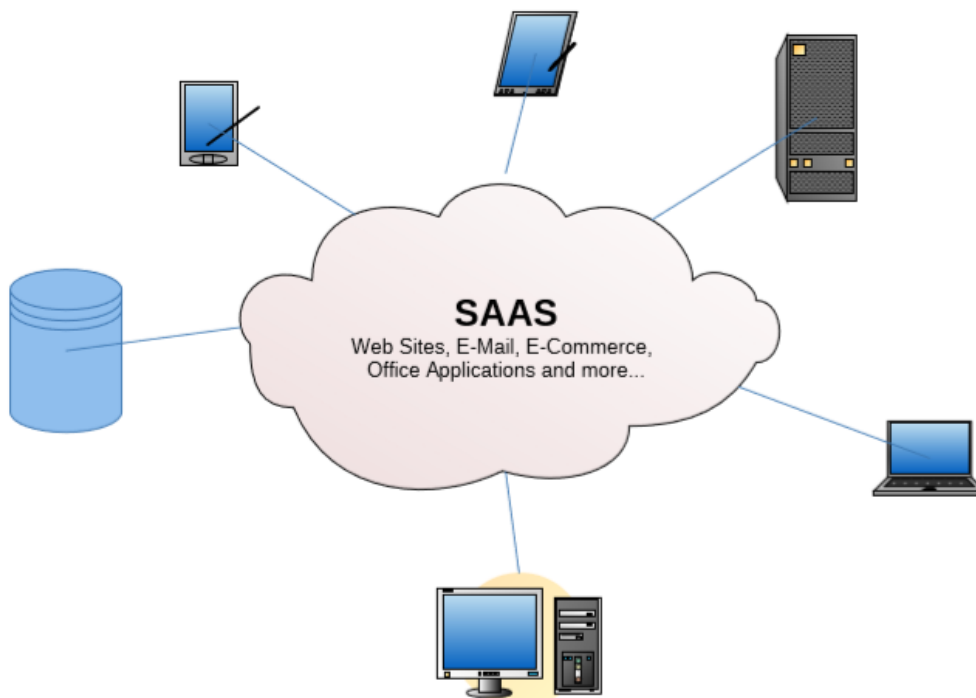 SAAS
Web Sites, E-Mail, E-Commerce,
Office Applications and more...